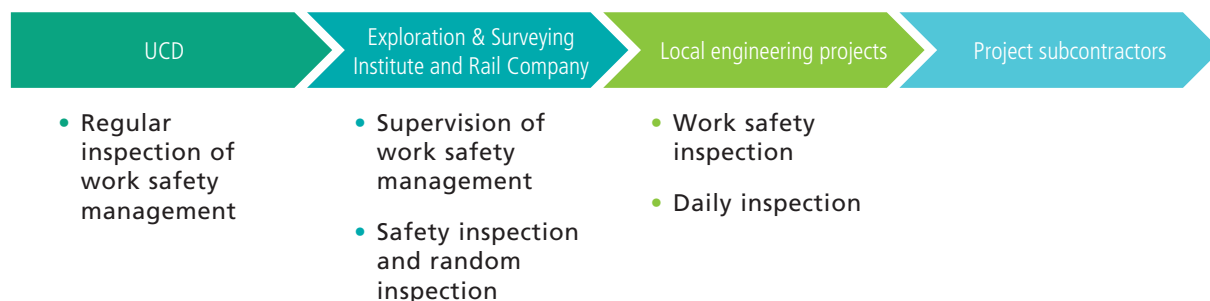 UCD
Exploration & Surveying
Institute and Rail Company
Local engineering projects
Project subcontractors
• Regular
inspection of
work safety
management
• Supervision of
work safety
management
• Safety inspection
and random
inspection
• Work safety
inspection
• Daily inspection